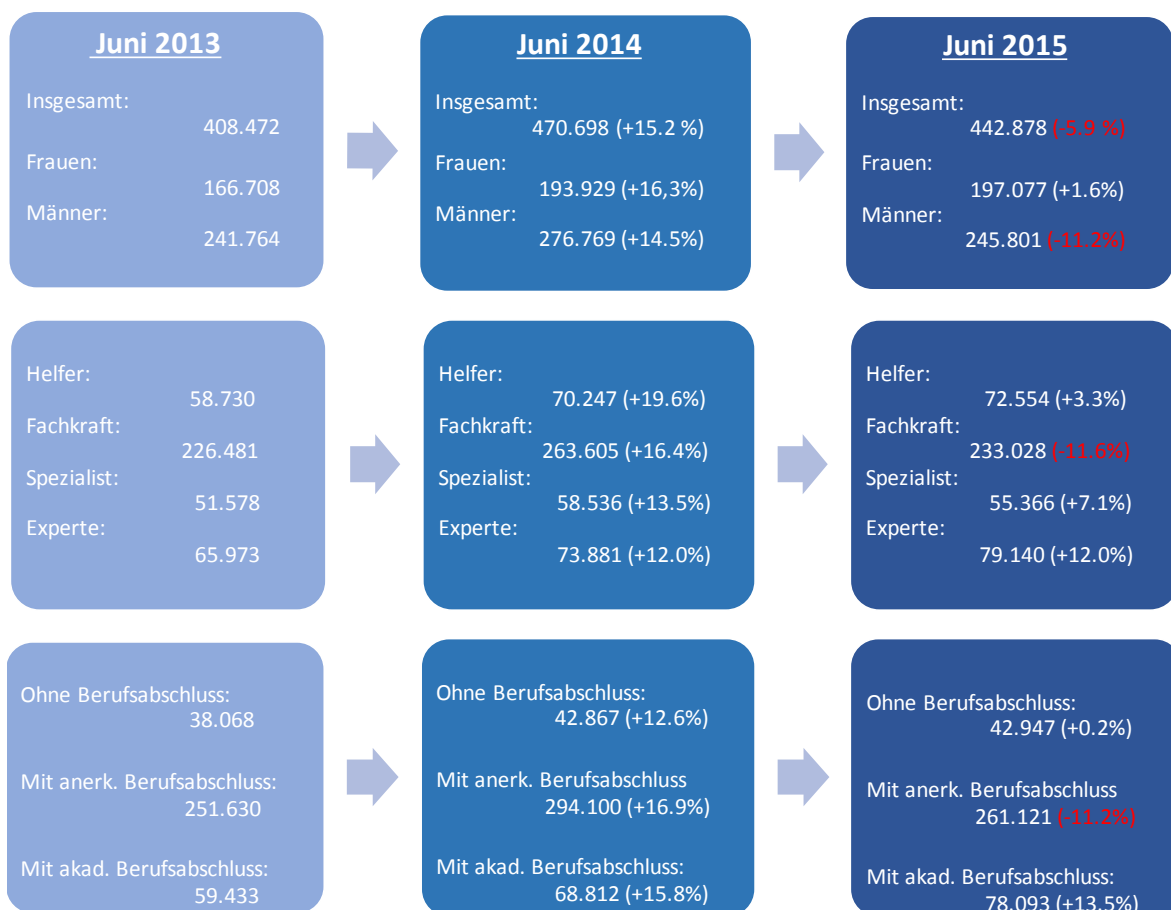 Juni 2013
Insgesamt:
408.472
Frauen:
166.708
Männer:
241.764
Juni 2014
Insgesamt:
470.698 (+15.2 %)
Frauen:
193.929 (+16,3%)
Männer:
276.769 (+14.5%)
Juni 2015
Insgesamt:
442.878 (-5.9 %)
Frauen:
197.077 (+1.6%)
Männer:
245.801 (-11.2%)
Helfer:
58.730
Fachkraft:
226.481
Spezialist:
51.578
Experte:
65.973
Helfer:
70.247 (+19.6%)
Fachkraft:
263.605 (+16.4%)
Spezialist:
58.536 (+13.5%)
Experte:
73.881 (+12.0%)
Helfer:
72.554 (+3.3%)
Fachkraft:
233.028 (-11.6%)
Spezialist:
55.366 (+7.1%)
Experte:
79.140 (+12.0%)
Ohne Berufsabschluss:
38.068
Mit anerk. Berufsabschluss:
251.630
Mit akad. Berufsabschluss:
59.433
Ohne Berufsabschluss:
42.867 (+12.6%)
Mit anerk. Berufsabschluss
294.100 (+16.9%)
Mit akad. Berufsabschluss:
68.812 (+15.8%)
Ohne Berufsabschluss:
42.947 (+0.2%)
Mit anerk. Berufsabschluss
261.121 (-11.2%)
Mit akad. Berufsabschluss:
78.093 (+13.5%)